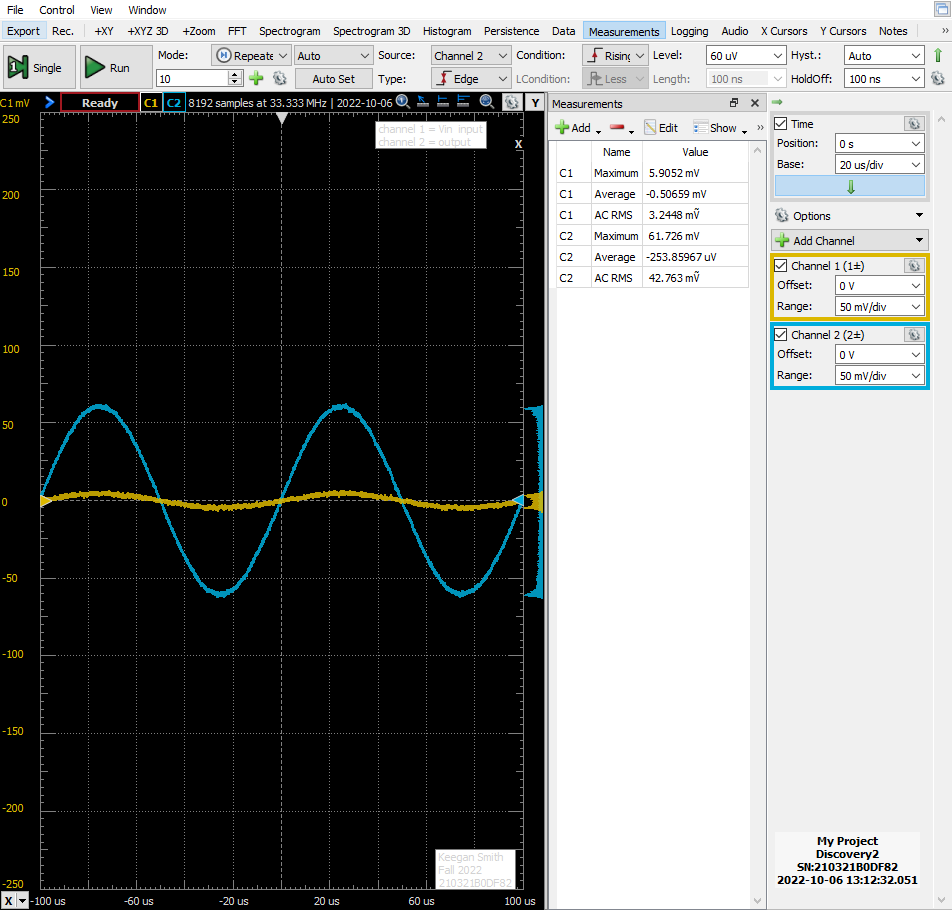 File Control View Window
Export Rec. +XY +XYZ 3D +Zoom FFT Spectrogram Spectrogram 3D Histogram Persistence Data Measurements Logging Audio X Cursors Y Cursors Notes »
Single Run Mode: Repeated Auto Source: Channel 2 Condition: Rising Level: 60 uV Hyst.: Auto
10 Auto Set Type: Edge LCondition: Less Length: 100 ns HoldOff: 100 ns
C1 mV Ready C1 C2 8192 samples at 33.333 MHz | 2022-10-06 Y
Measurements
Add Edit Show »
channel 1 = Vin input
channel 2 = output
X
250
200
150
100
50
0
-50
-100
-150
-200
-250
Keegan Smith
Fall 2022
210321B0DF82
X -100 us -60 us -20 us 20 us 60 us 100 us
Name Value
C1 Maximum 5.9052 mV
C1 Average -0.50659 mV
C1 AC RMS 3.2448 mṼ
C2 Maximum 61.726 mV
C2 Average -253.85967 uV
C2 AC RMS 42.763 mṼ
Time
Position: 0 s
Base: 20 us/div
Options
Add Channel
Channel 1 (1±)
Offset: 0 V
Range: 50 mV/div
Channel 2 (2±)
Offset: 0 V
Range: 50 mV/div
My Project
Discovery2
SN:210321B0DF82
2022-10-06 13:12:32.051